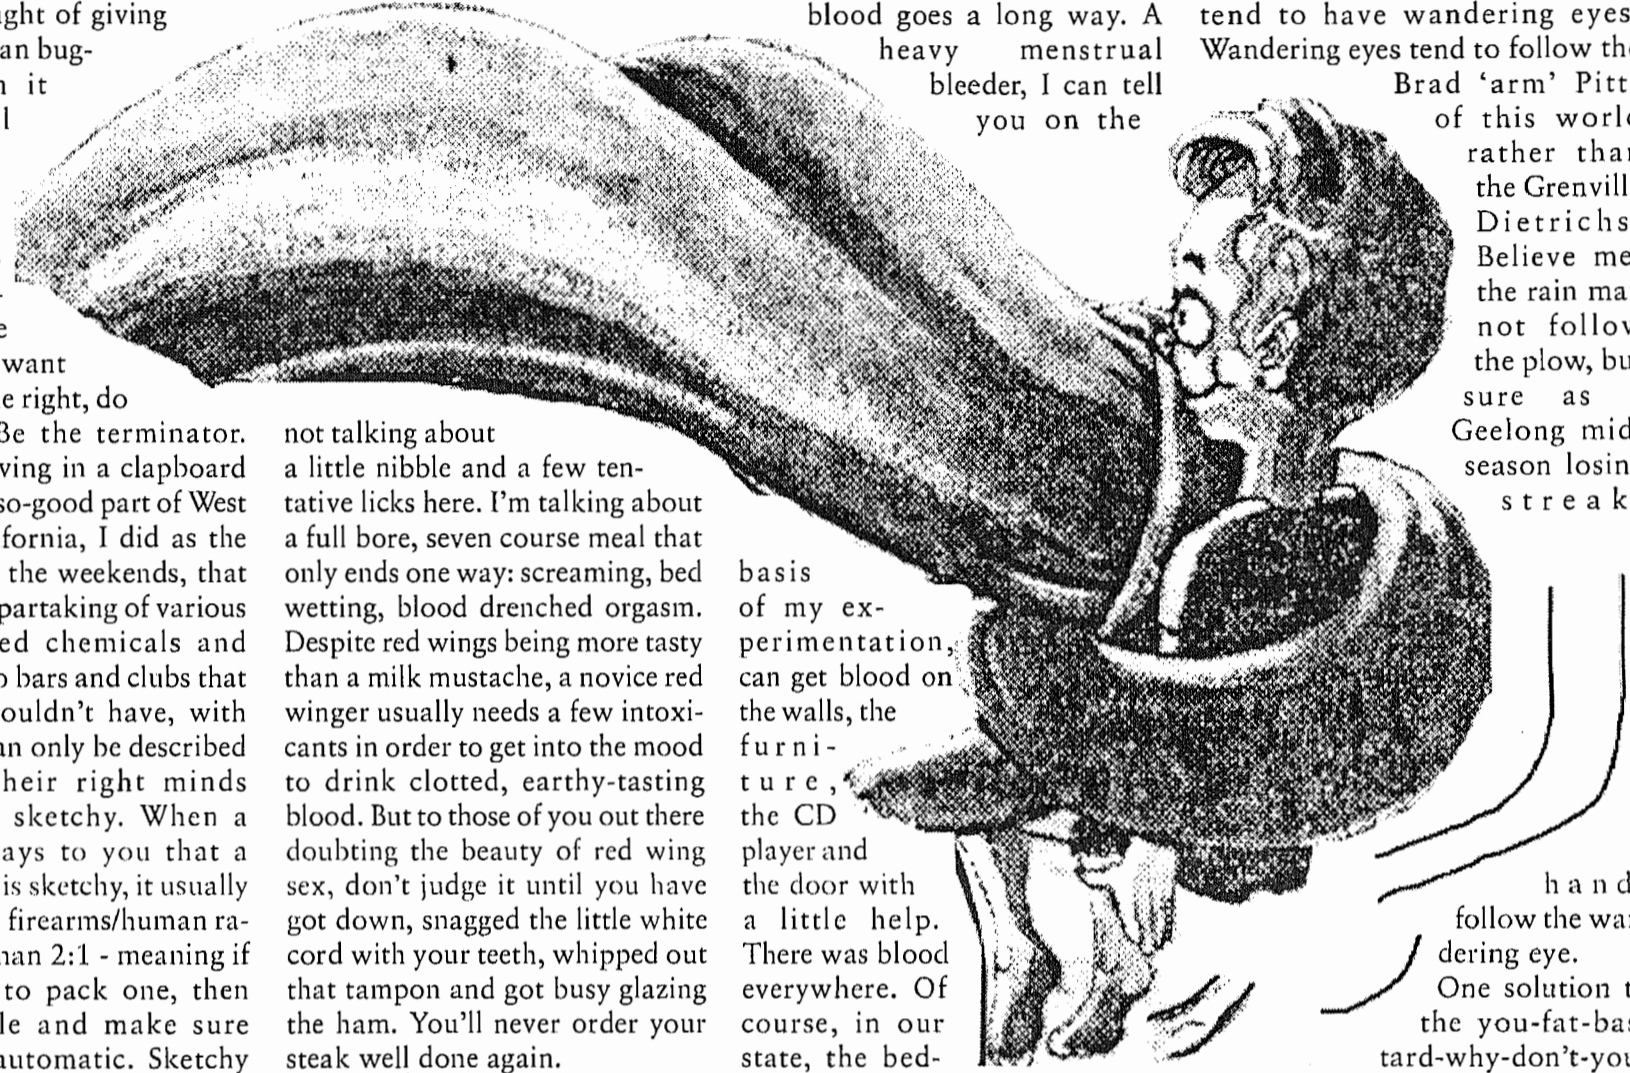 ght of giving
an bug-
it
want
e right, do
Be the terminator.
ving in a clapboard
so-good part of West
fornia, I did as the
the weekends, that
partaking of various
ed chemicals and
bars and clubs that
ouldn't have, with
an only be described
heir right minds
sketchy. When a
ays to you that a
is sketchy, it usually
firearms/human ra-
han 2:1 - meaning if
to pack one, then
le and make sure
automatic. Sketchy
not talking about
a little nibble and a few ten-
tative licks here. I'm talking about
a full bore, seven course meal that
only ends one way: screaming, bed
wetting, blood drenched orgasm.
Despite red wings being more tasty
than a milk mustache, a novice red
winger usually needs a few intoxi-
cants in order to get into the mood
to drink clotted, earthy-tasting
blood. But to those of you out there
doubting the beauty of red wing
sex, don't judge it until you have
got down, snagged the little white
cord with your teeth, whipped out
that tampon and got busy glazing
the ham. You'll never order your
steak well done again.
blood goes a long way. A
heavy menstrual
bleeder, I can tell
you on the
basis
of my ex-
perimentation,
can get blood on
the walls, the
furni-
ture,
the CD
player and
the door with
a little help.
There was blood
everywhere. Of
course, in our
state, the bed-
tend to have wandering eyes
Wandering eyes tend to follow the
Brad 'arm' Pitt
of this world
rather than
the Grenvill
Dietrichs
Believe me
the rain ma
not follow
the plow, bu
sure as
Geelong mid
season losin
streak
hand
follow the wa
dering eye.
One solution t
the you-fat-bas
tard-why-don't-you